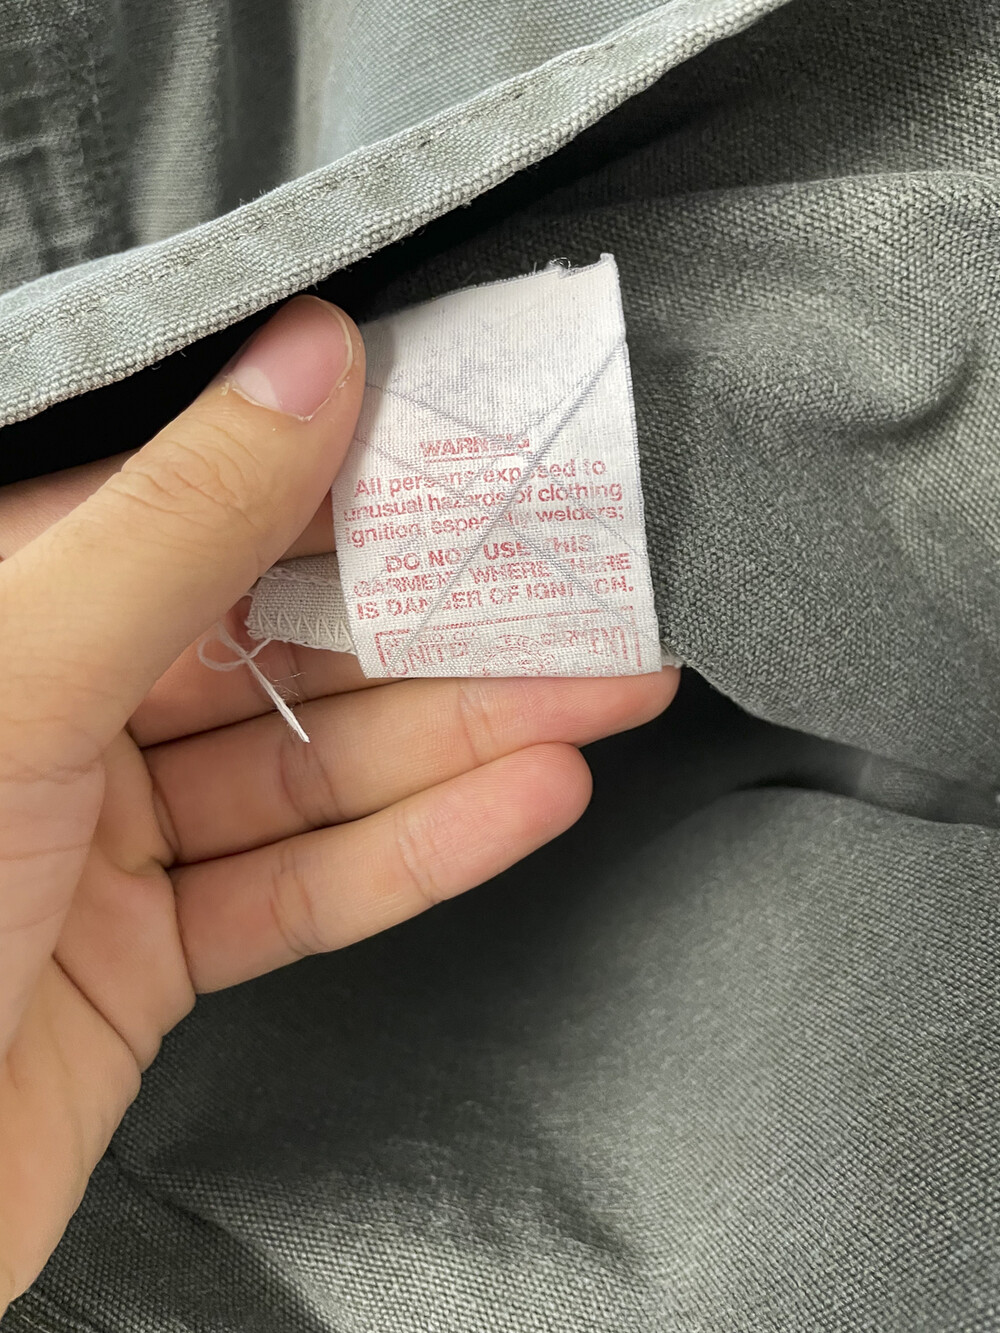 WARNING
All persons exposed to
unusual hazards of clothing
ignition, especially welders;
DO NOT USE THIS
GARMENT WHERE THERE
IS DANGER OF IGNITION.
UNITED GARMENT